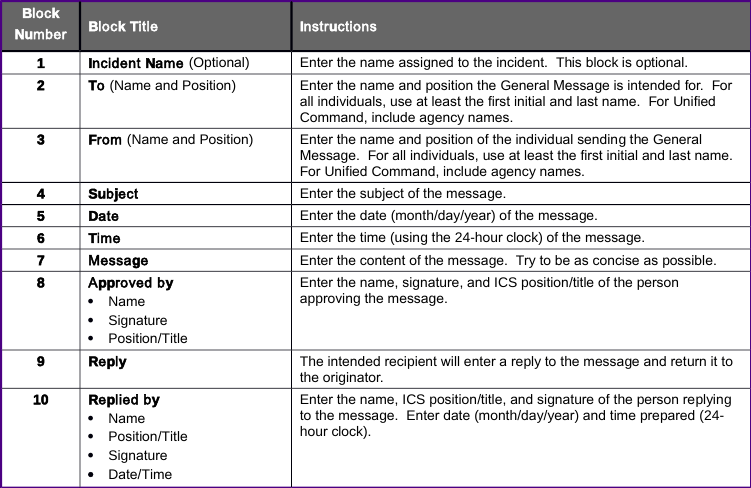 Block Number Block Title Instructions
1 Incident Name (Optional) Enter the name assigned to the incident.  This block is optional.
2 To (Name and Position) Enter the name and position the General Message is intended for.  For
all individuals, use at least the first initial and last name.  For Unified
Command, include agency names.
3 From (Name and Position) Enter the name and position of the individual sending the General
Message.  For all individuals, use at least the first initial and last name.
For Unified Command, include agency names.
4 Subject Enter the subject of the message.
5 Date Enter the date (month/day/year) of the message.
6 Time Enter the time (using the 24-hour clock) of the message.
7 Message Enter the content of the message.  Try to be as concise as possible.
8 Approved by Enter the name, signature, and ICS position/title of the person
• Name approving the message.
• Signature
• Position/Title
9 Reply The intended recipient will enter a reply to the message and return it to
the originator.
10 Replied by Enter the name, ICS position/title, and signature of the person replying
• Name to the message.  Enter date (month/day/year) and time prepared (24-
• Position/Title hour clock).
• Signature
• Date/Time